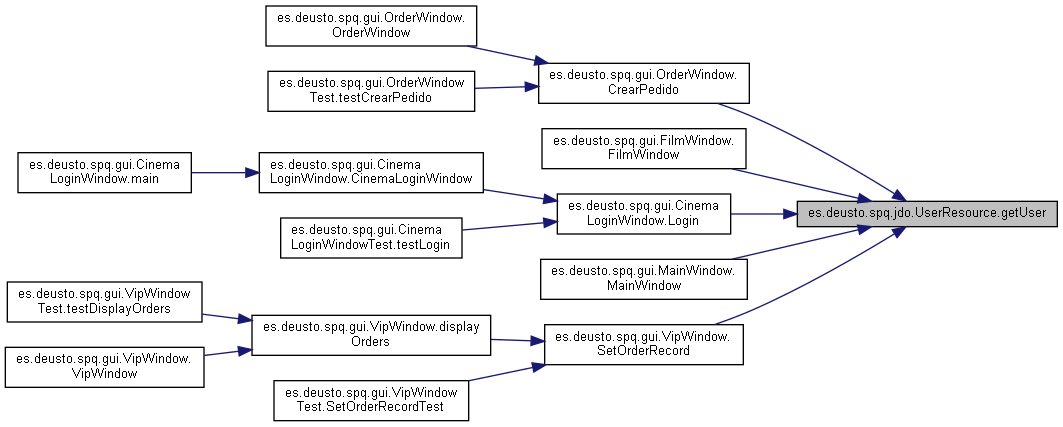 es.deusto.spq.gui.OrderWindow.
OrderWindow
es.deusto.spq.gui.OrderWindow
Test.testCrearPedido
es.deusto.spq.gui.OrderWindow.
CrearPedido
es.deusto.spq.gui.FilmWindow.
FilmWindow
es.deusto.spq.gui.Cinema
LoginWindow.main
es.deusto.spq.gui.Cinema
LoginWindow.CinemaLoginWindow
es.deusto.spq.gui.Cinema
LoginWindow.Login
es.deusto.spq.jdo.UserResource.getUser
es.deusto.spq.gui.Cinema
LoginWindowTest.testLogin
es.deusto.spq.gui.MainWindow.
MainWindow
es.deusto.spq.gui.VipWindow
Test.testDisplayOrders
es.deusto.spq.gui.VipWindow.display
Orders
es.deusto.spq.gui.VipWindow.
SetOrderRecord
es.deusto.spq.gui.VipWindow.
VipWindow
es.deusto.spq.gui.VipWindow
Test.SetOrderRecordTest